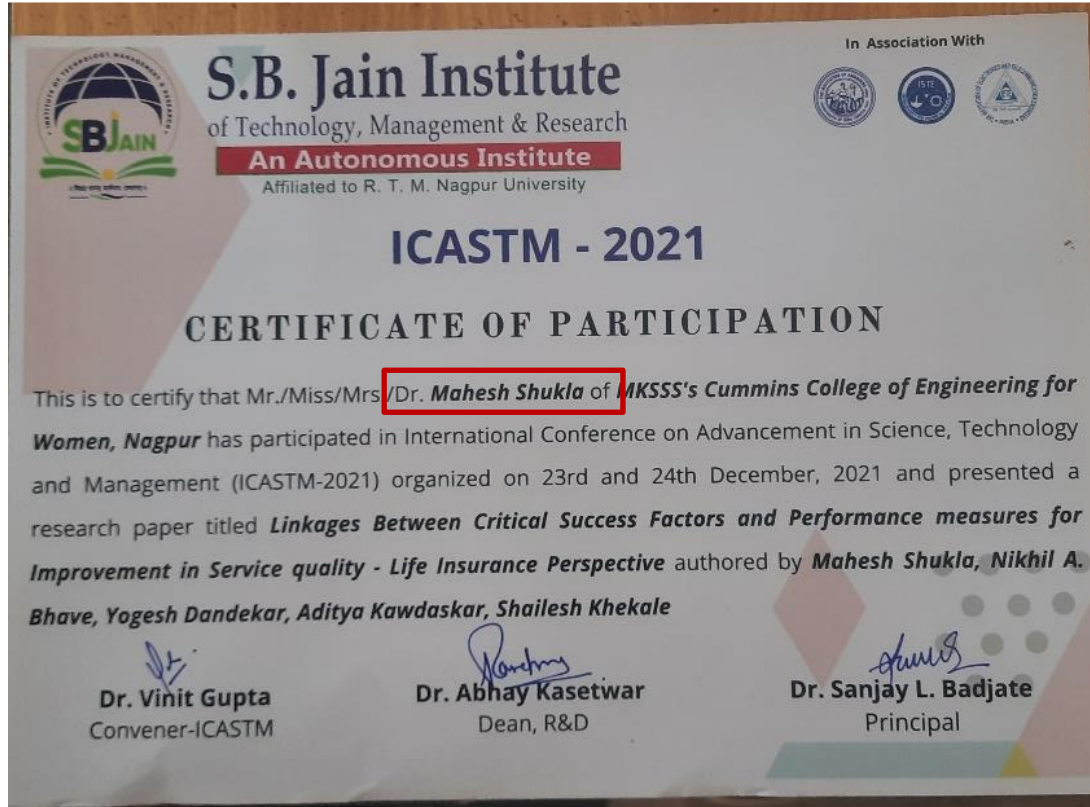 In Association With
S.B. Jain Institute
of Technology, Management & Research
An Autonomous Institute
Affiliated to R. T. M. Nagpur University
SBJAIN
ISTE
ICASTM - 2021
CERTIFICATE OF PARTICIPATION
This is to certify that Mr./Miss/Mrs./Dr. Mahesh Shukla of MKSSS's Cummins College of Engineering for
Women, Nagpur has participated in International Conference on Advancement in Science, Technology
and Management (ICASTM-2021) organized on 23rd and 24th December, 2021 and presented a
research paper titled Linkages Between Critical Success Factors and Performance measures for
Improvement in Service quality - Life Insurance Perspective authored by Mahesh Shukla, Nikhil A.
Bhave, Yogesh Dandekar, Aditya Kawdaskar, Shailesh Khekale
Dr. Vinit Gupta Dr. Abhay Kasetwar Dr. Sanjay L. Badjate
Convener-ICASTM Dean, R&D Principal